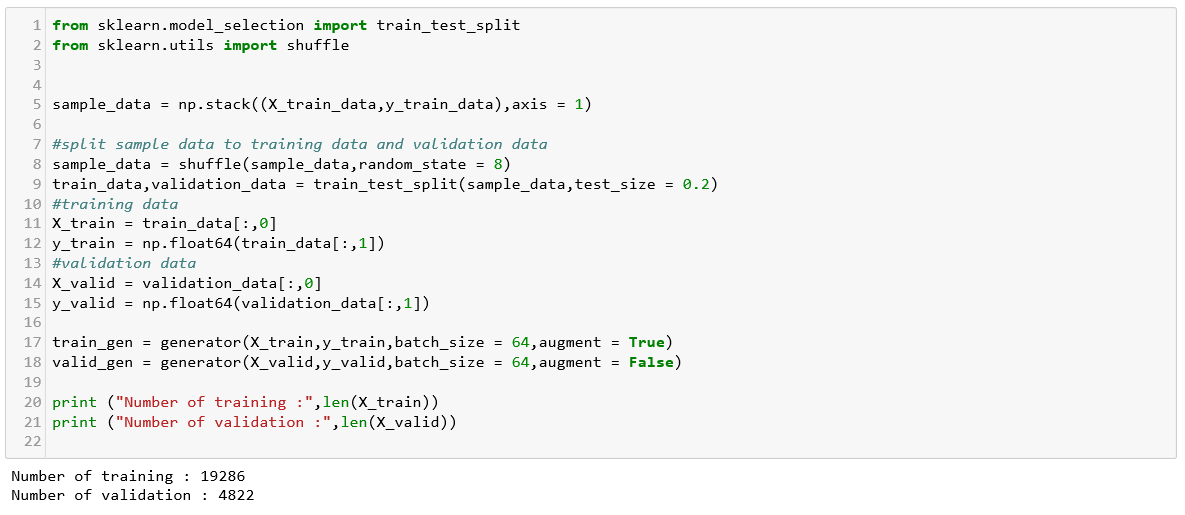 1 from sklearn.model_selection import train_test_split
2 from sklearn.utils import shuffle
3
4
5 sample_data = np.stack((X_train_data,y_train_data),axis = 1)
6
7 #split sample data to training data and validation data
8 sample_data = shuffle(sample_data,random_state = 8)
9 train_data,validation_data = train_test_split(sample_data,test_size = 0.2)
10 #training data
11 X_train = train_data[:,0]
12 y_train = np.float64(train_data[:,1])
13 #validation data
14 X_valid = validation_data[:,0]
15 y_valid = np.float64(validation_data[:,1])
16
17 train_gen = generator(X_train,y_train,batch_size = 64,augment = True)
18 valid_gen = generator(X_valid,y_valid,batch_size = 64,augment = False)
19
20 print ("Number of training :",len(X_train))
21 print ("Number of validation :",len(X_valid))
22
Number of training : 19286
Number of validation : 4822